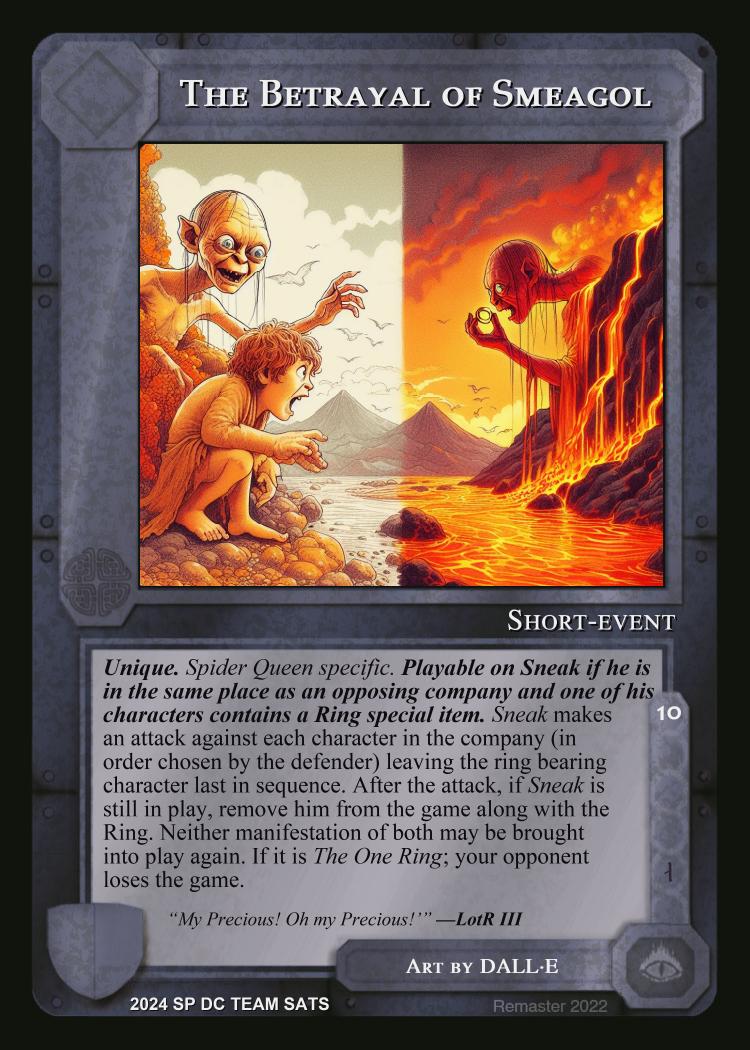 The Betrayal of Smeagol
Short-event
Unique. Spider Queen specific. Playable on Sneak if he is
in the same place as an opposing company and one of his
characters contains a Ring special item. Sneak makes
10
an attack against each character in the company (in
order chosen by the defender) leaving the ring bearing
character last in sequence. After the attack, if Sneak is
still in play, remove him from the game along with the
Ring. Neither manifestation of both may be brought
into play again. If it is The One Ring; your opponent
loses the game.
“My Precious! Oh my Precious!’” —LotR III
Art by DALL·E
2024 SP DC TEAM SATS
Remaster 2022